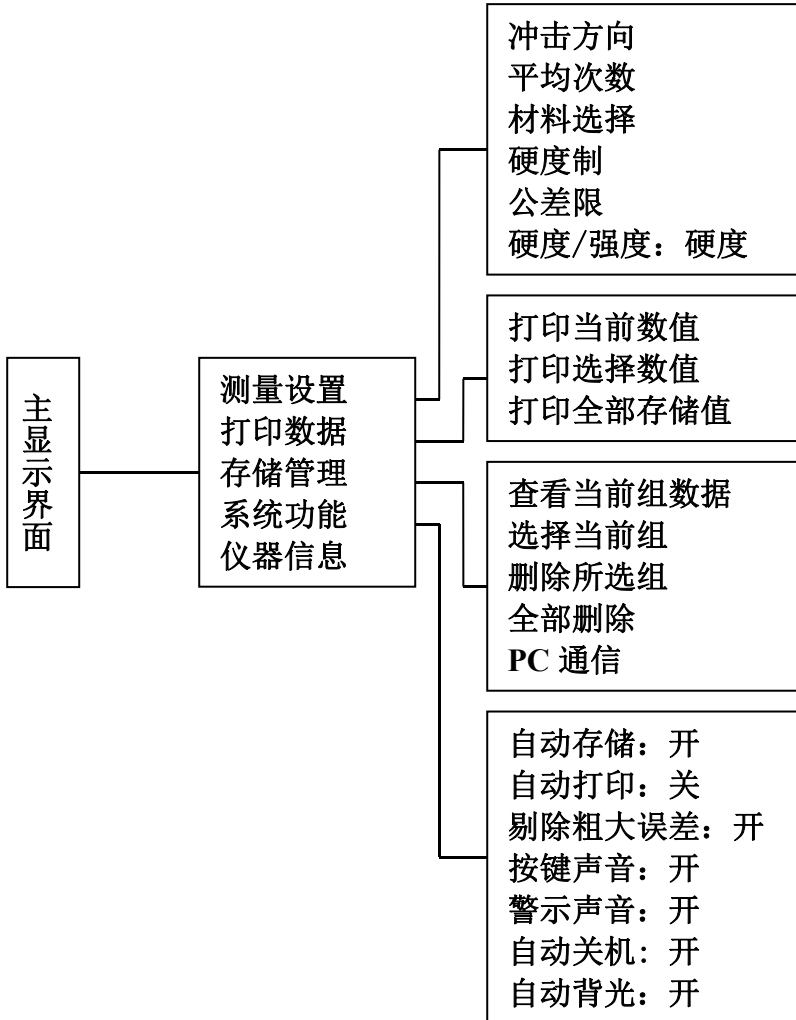 主显示界面
测量设置
打印数据
存储管理
系统功能
仪器信息
冲击方向
平均次数
材料选择
硬度制
公差限
硬度/强度：硬度
打印当前数值
打印选择数值
打印全部存储值
查看当前组数据
选择当前组
删除所选组
全部删除
PC 通信
自动存储：开
自动打印：关
剔除粗大误差：开
按键声音：开
警示声音：开
自动关机：开
自动背光：开